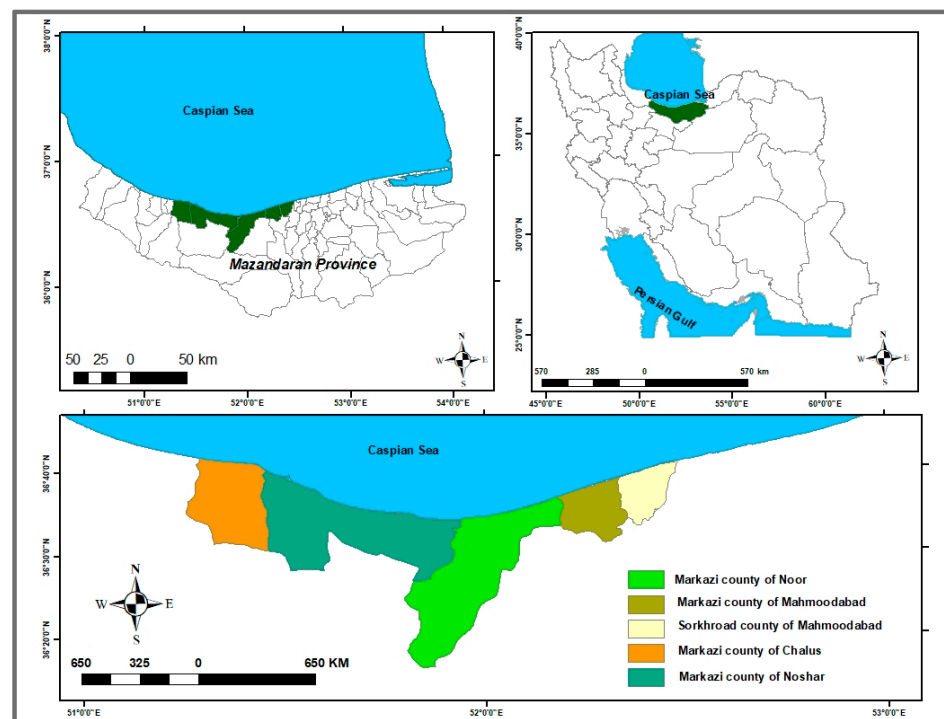 38°0'0"N
37°0'0"N
36°0'0"N
Caspian Sea
Mazandaran Province
50 25 0 50 km
N
W E
S
51°0'0"E 52°0'0"E 53°0'0"E 54°0'0"E
40°0'0"N
35°0'0"N
30°0'0"N
25°0'0"N
Caspian Sea
Persian Gulf
N
W E
S
570 285 0 570 km
45°0'0"E 50°0'0"E 55°0'0"E 60°0'0"E
Caspian Sea
36°40'0"N
36°30'0"N
36°20'0"N
N
W E
S
650 325 0 650 KM
Markazi county of Noor
Markazi county of Mahmoodabad
Sorkhroad county of Mahmoodabad
Markazi county of Chalus
Markazi county of Noshar
51°0'0"E 52°0'0"E 53°0'0"E